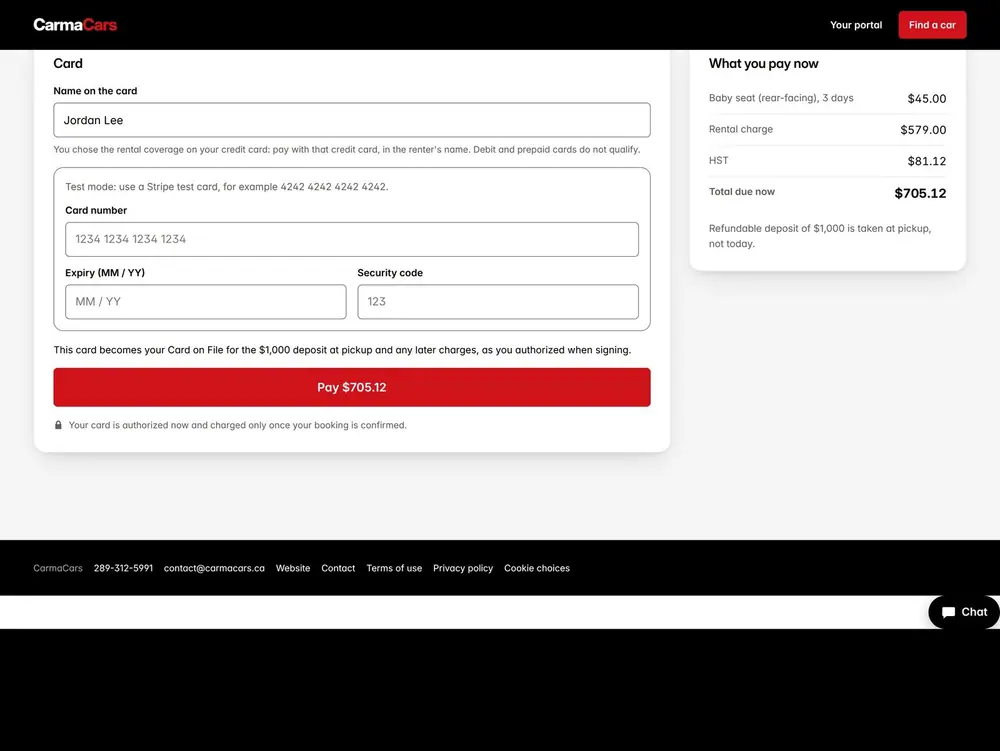 CarmaCars
Your portal
Find a car
Card
Name on the card
Jordan Lee
You chose the rental coverage on your credit card: pay with that credit card, in the renter's name. Debit and prepaid cards do not qualify.
Test mode: use a Stripe test card, for example 4242 4242 4242 4242.
Card number
1234 1234 1234 1234
Expiry (MM / YY)
Security code
MM / YY
123
This card becomes your Card on File for the $1,000 deposit at pickup and any later charges, as you authorized when signing.
Pay $705.12
Your card is authorized now and charged only once your booking is confirmed.
What you pay now
Baby seat (rear-facing), 3 days $45.00
Rental charge $579.00
HST $81.12
Total due now $705.12
Refundable deposit of $1,000 is taken at pickup,
not today.
CarmaCars 289-312-5991 contact@carmacars.ca Website Contact Terms of use Privacy policy Cookie choices
Chat